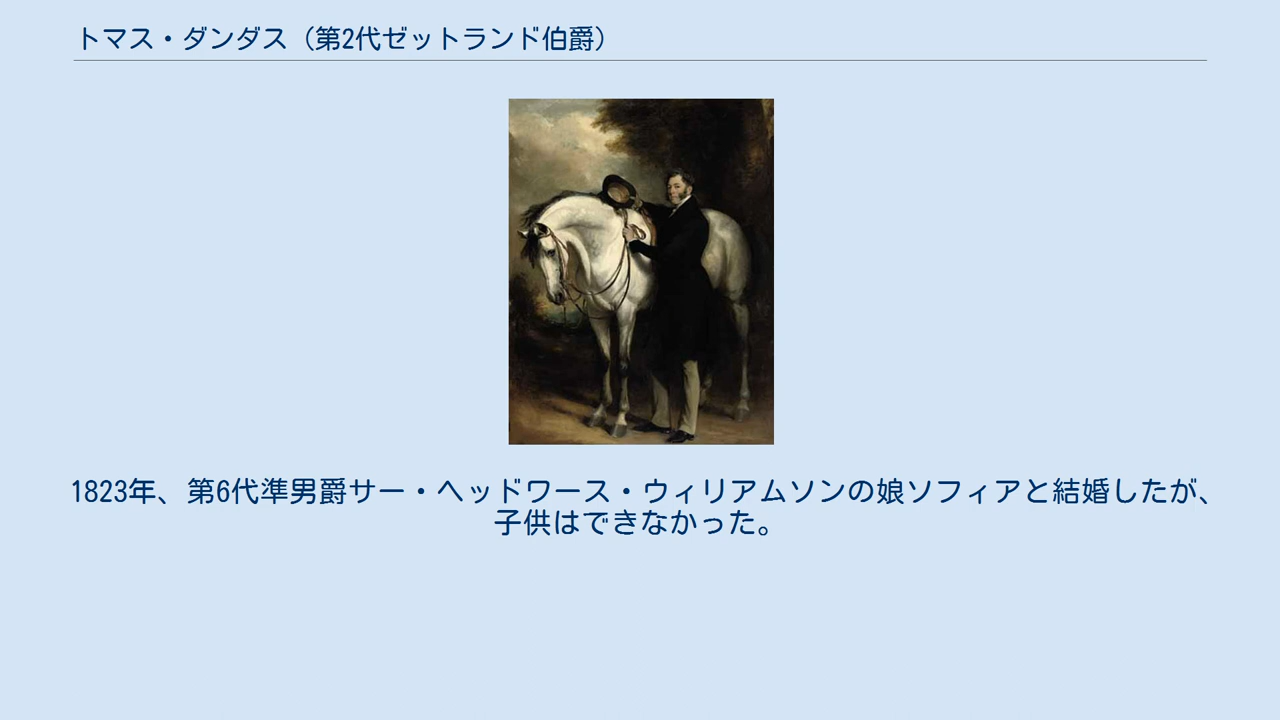 トマス・ダンダス（第2代ゼットランド伯爵）
1823年、第6代準男爵サー・ヘッドワース・ウィリアムソンの娘ソフィアと結婚したが、
子供はできなかった。